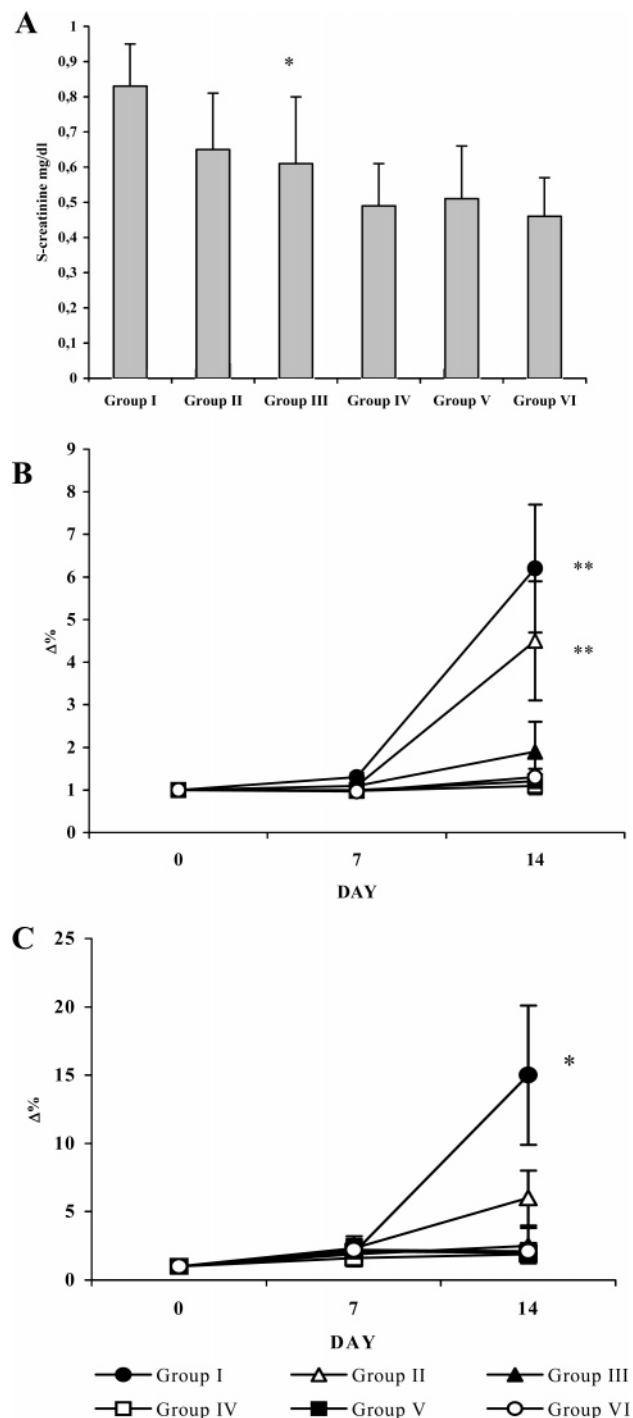 A
S-creatinine mg/dl
1
0,9
0,8
0,7
0,6
0,5
0,4
0,3
0,2
0,1
0
*
Group I Group II Group III Group IV Group V Group VI
B
Δ%
9
8
7
6
5
4
3
2
1
0
**
**
0 7 14
DAY
C
Δ%
25
20
15
10
5
0
*
0 7 14
DAY
Group I Group II Group III
Group IV Group V Group VI